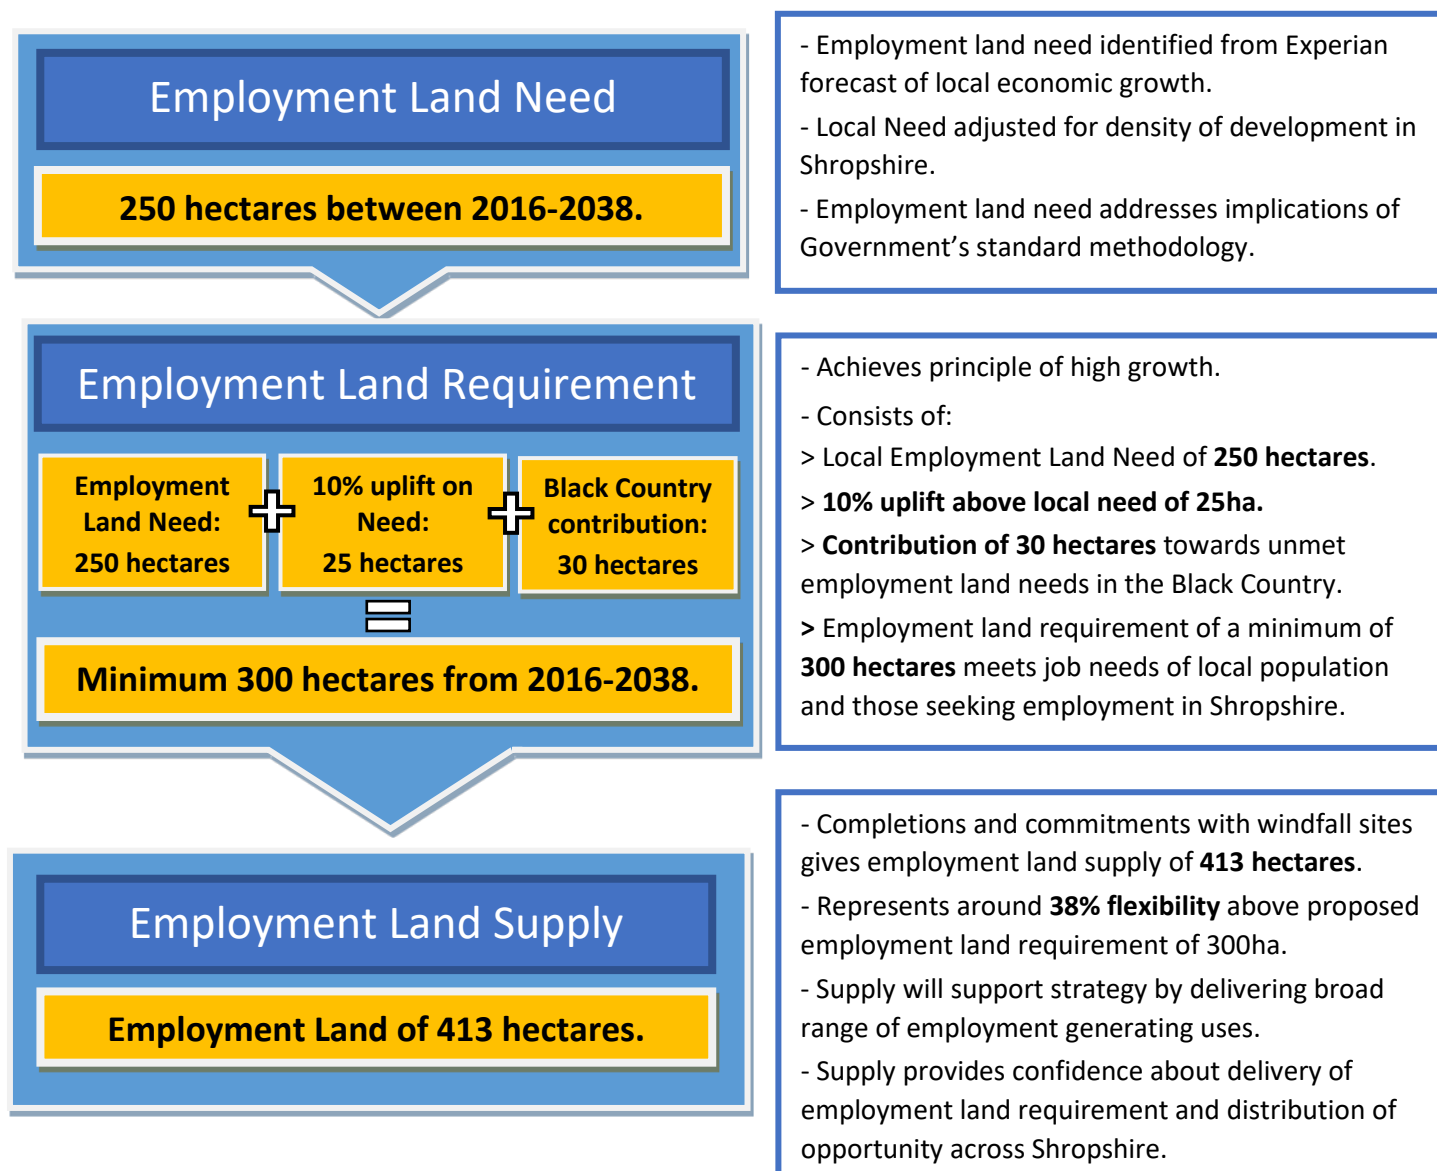 Employment Land Need
250 hectares between 2016-2038.
- Employment land need identified from Experian
forecast of local economic growth.
- Local Need adjusted for density of development in
Shropshire.
- Employment land need addresses implications of
Government’s standard methodology.
Employment Land Requirement
Employment
Land Need:
250 hectares
10% uplift on
Need:
25 hectares
Black Country
contribution:
30 hectares
Minimum 300 hectares from 2016-2038.
- Achieves principle of high growth.
- Consists of:
> Local Employment Land Need of 250 hectares.
> 10% uplift above local need of 25ha.
> Contribution of 30 hectares towards unmet
employment land needs in the Black Country.
> Employment land requirement of a minimum of
300 hectares meets job needs of local population
and those seeking employment in Shropshire.
Employment Land Supply
Employment Land of 413 hectares.
- Completions and commitments with windfall sites
gives employment land supply of 413 hectares.
- Represents around 38% flexibility above proposed
employment land requirement of 300ha.
- Supply will support strategy by delivering broad
range of employment generating uses.
- Supply provides confidence about delivery of
employment land requirement and distribution of
opportunity across Shropshire.